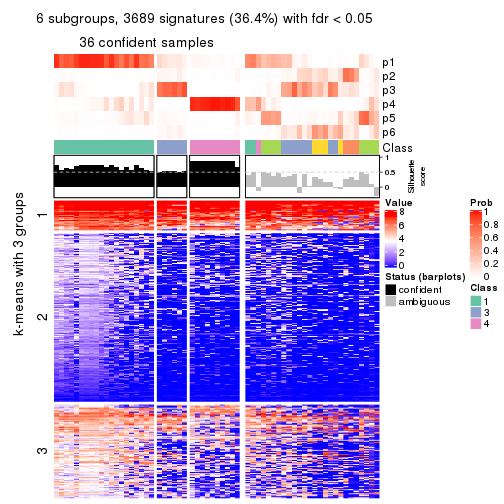 6 subgroups, 3689 signatures (36.4%) with fdr < 0.05
36 confident samples
p1
p2
p3
p4
p5
p6
Class
1
0.5
0
Silhouette
score
k-means with 3 groups
1
2
3
Value
8
6
4
2
0
Status (barplots)
confident
ambiguous
Prob
1
0.8
0.6
0.4
0.2
0
Class
1
3
4